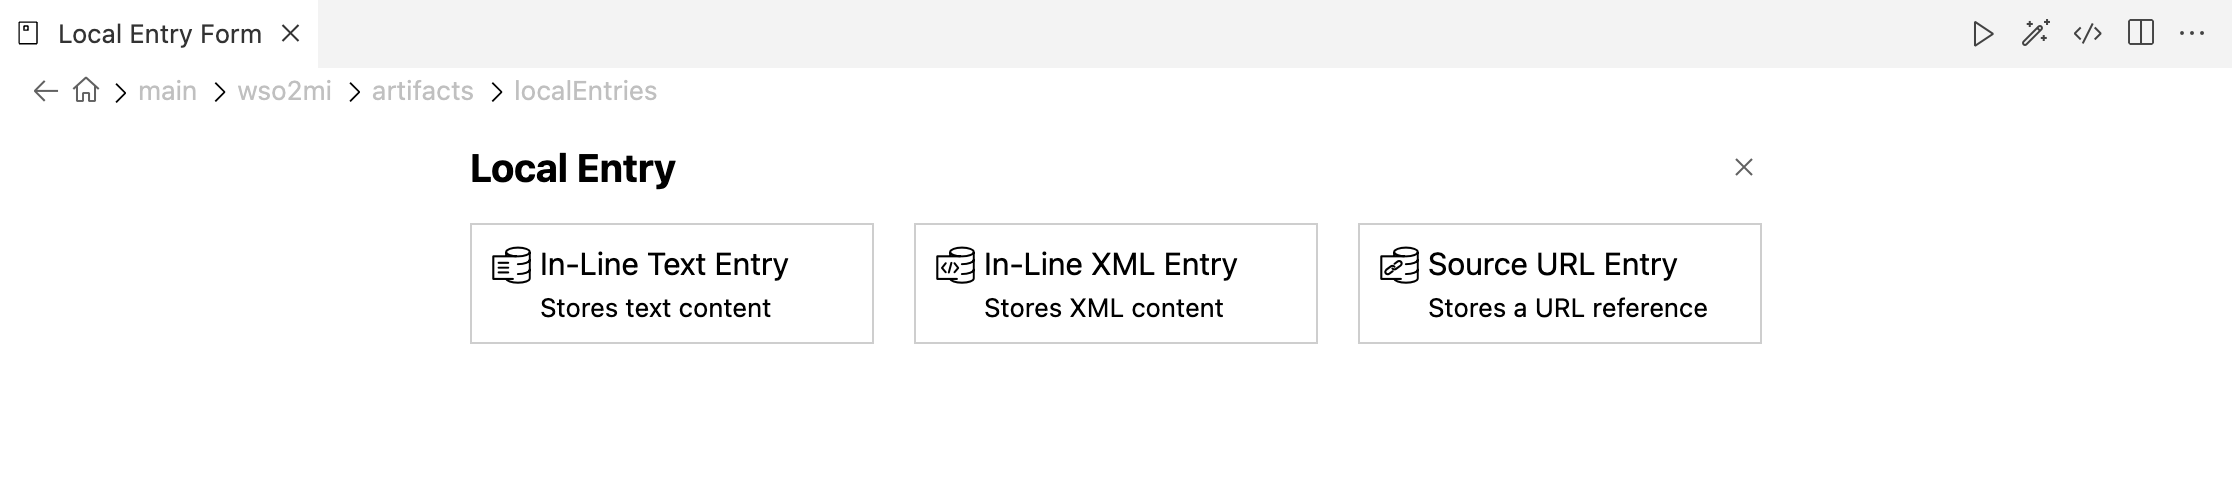 Local Entry Form
main wso2mi artifacts localEntries
Local Entry
In-Line Text Entry
Stores text content
In-Line XML Entry
Stores XML content
Source URL Entry
Stores a URL reference